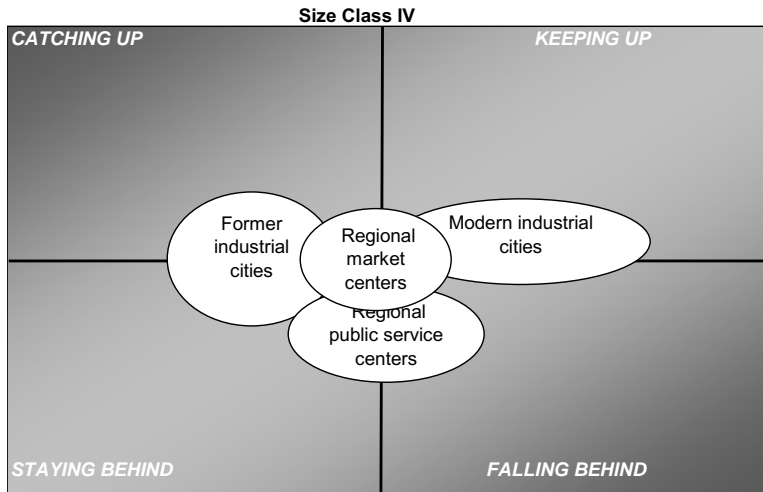 Size Class IV
CATCHING UP
KEEPING UP
Former
industrial
cities
Regional
market
centers
Modern industrial
cities
Regional
public service
centers
STAYING BEHIND
FALLING BEHIND